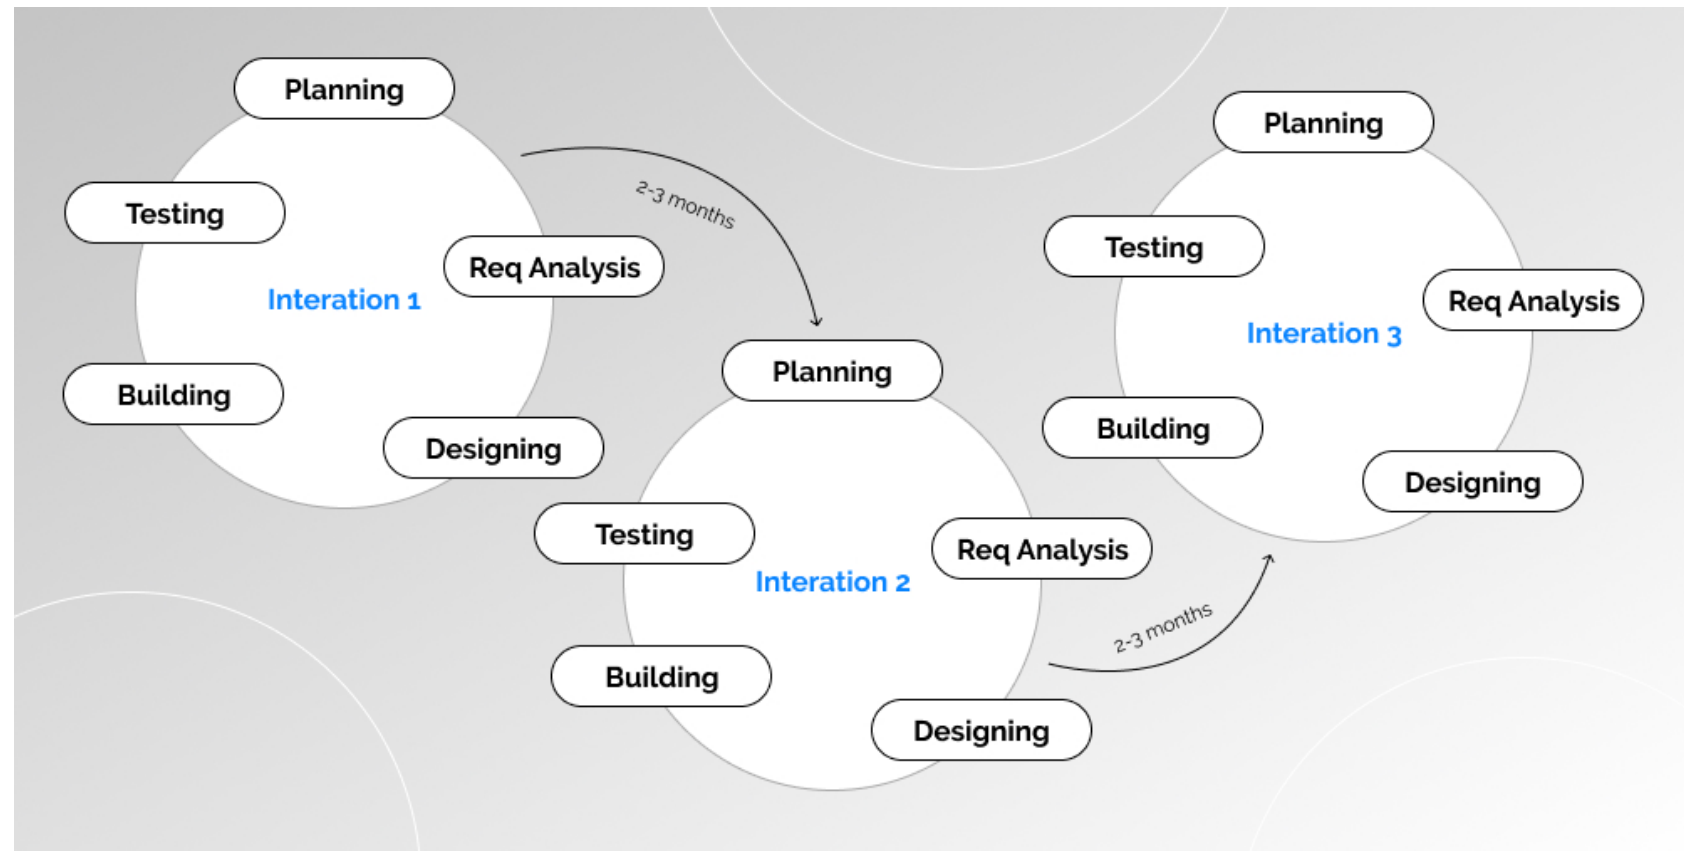 Planning
Testing
Req Analysis
Interation 1
Building
Designing
2-3 months
Planning
Testing
Req Analysis
Interation 2
Building
Designing
2-3 months
Planning
Testing
Req Analysis
Interation 3
Building
Designing